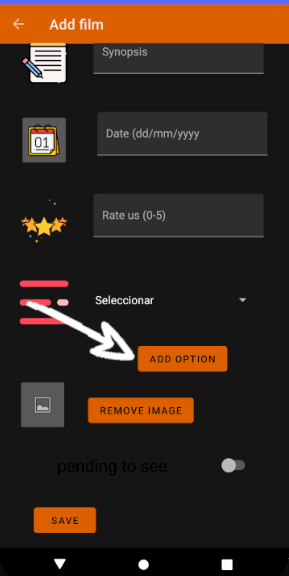 Add film
Synopsis
Date (dd/mm/yyyy
01
Rate us (0-5)
Seleccionar
ADD OPTION
REMOVE IMAGE
pending to see
SAVE